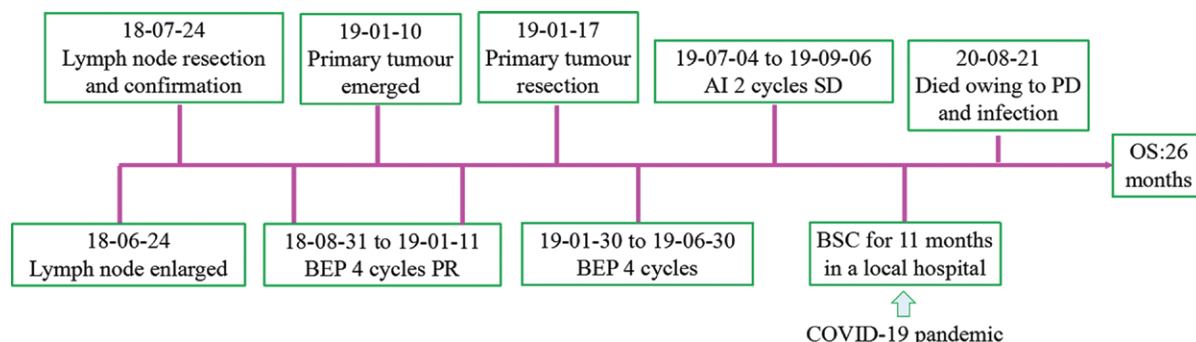 18-07-24
Lymph node resection
and confirmation
19-01-10
Primary tumour
emerged
19-01-17
Primary tumour
resection
19-07-04 to 19-09-06
AI 2 cycles SD
20-08-21
Died owing to PD
and infection
OS:26
months
18-06-24
Lymph node enlarged
18-08-31 to 19-01-11
BEP 4 cycles PR
19-01-30 to 19-06-30
BEP 4 cycles
BSC for 11 months
in a local hospital
COVID-19 pandemic